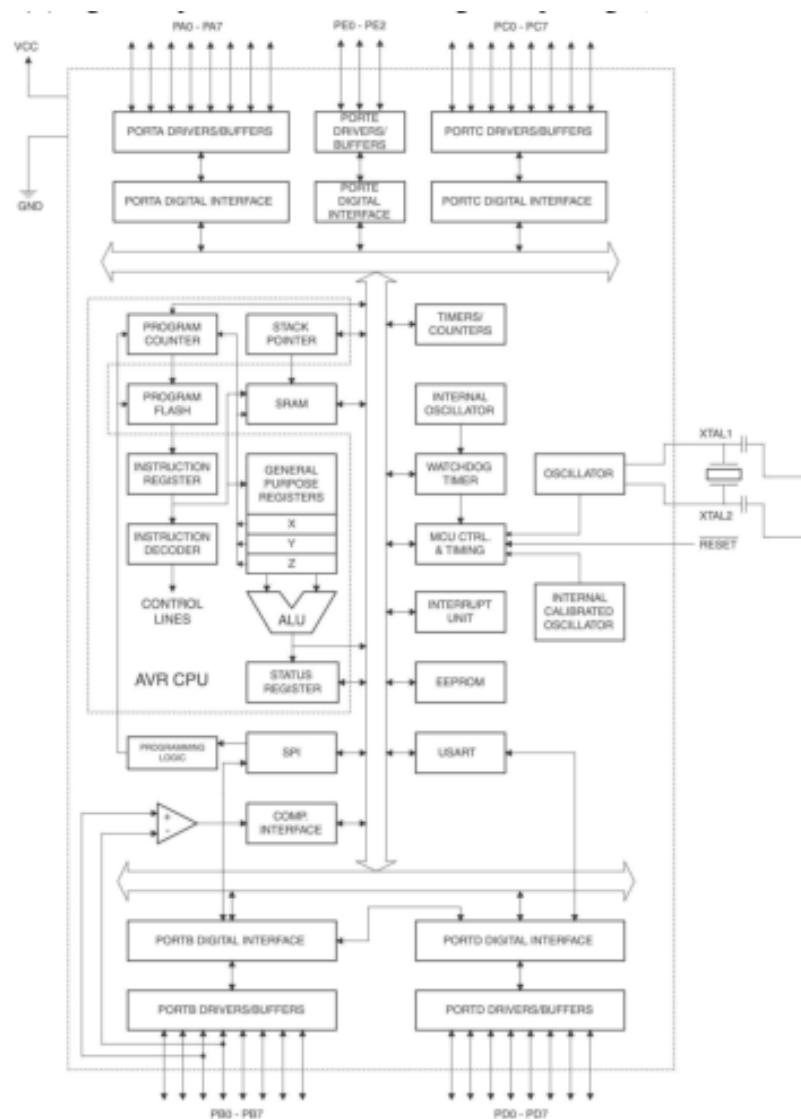 PA0 - PA7
PE0 - PE2
PC0 - PC7
VCC
GND
PORTA DRIVERS/BUFFERS
PORTE
DRIVERS/
BUFFERS
PORTC DRIVERS/BUFFERS
PORTA DIGITAL INTERFACE
PORTE
DIGITAL
INTERFACE
PORTC DIGITAL INTERFACE
PROGRAM
COUNTER
STACK
POINTER
TIMERS/
COUNTERS
PROGRAM
FLASH
SRAM
INTERNAL
OSCILLATOR
XTAL1
INSTRUCTION
REGISTER
GENERAL
PURPOSE
REGISTERS
WATCHDOG
TIMER
OSCILLATOR
X
Y
Z
XTAL2
INSTRUCTION
DECODER
MCU CTRL.
& TIMING
RESET
CONTROL
LINES
ALU
INTERRUPT
UNIT
INTERNAL
CALIBRATED
OSCILLATOR
AVR CPU
STATUS
REGISTER
EEPROM
PROGRAMMING
LOGIC
SPI
USART
+
-
COMP.
INTERFACE
PORTB DIGITAL INTERFACE
PORTD DIGITAL INTERFACE
PORTB DRIVERS/BUFFERS
PORTD DRIVERS/BUFFERS
PB0 - PB7
PD0 - PD7